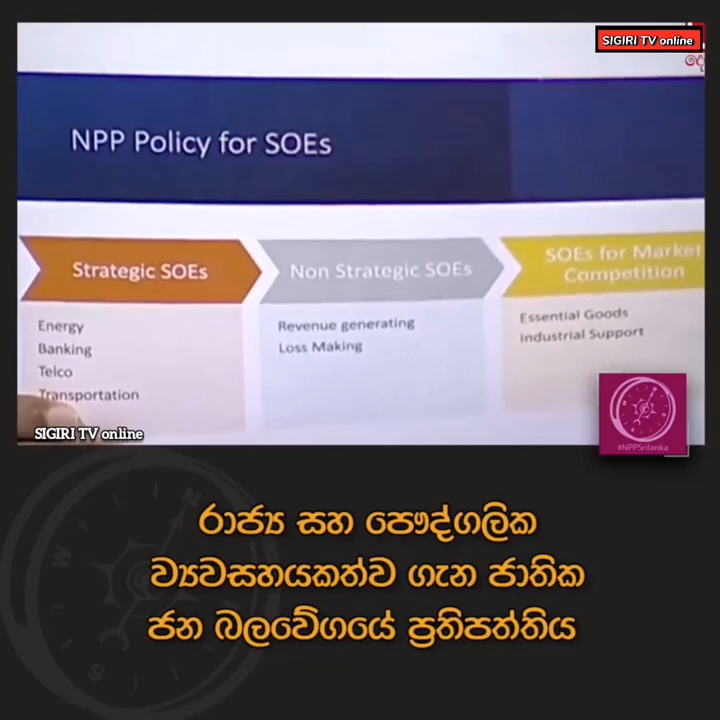 SIGIRI TV online
NPP Policy for SOEs
Strategic SOEs
Energy
Banking
Telco
Transportation
Non Strategic SOEs
Revenue generating
Loss Making
SOEs for Market
Competition
Essential Goods
Industrial Support
SIGIRI TV online
#NPPSrilanka
රාජ්‍ය සහ පෞද්ගලික
ව්‍යවසහයකත්ව ගැන ජාතික
ජන බලවේගයේ ප්‍රතිපත්තිය